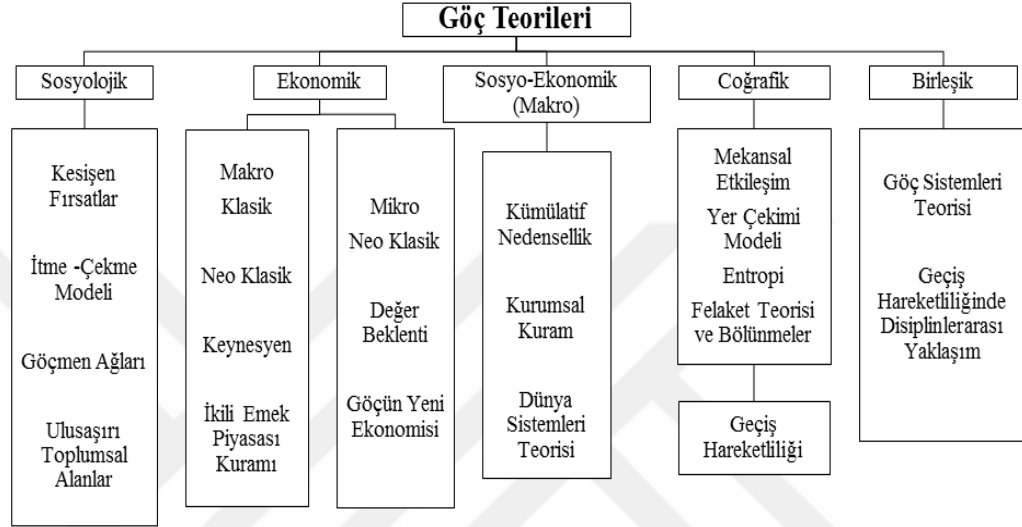 Göç Teorileri
Sosyolojik
Ekonomik
Sosyo-Ekonomik
(Makro)
Coğrafik
Birleşik
Kesişen
Fırsatlar
İtme -Çekme
Modeli
Göçmen Ağları
Ulusaşırı
Toplumsal
Alanlar
Makro
Klasik
Neo Klasik
Keynesyen
İkili Emek
Piyasası
Kuramı
Mikro
Neo Klasik
Değer
Beklenti
Göçün Yeni
Ekonomisi
Kümülatif
Nedensellik
Kurumsal
Kuram
Dünya
Sistemleri
Teorisi
Mekansal
Etkileşim
Yer Çekimi
Modeli
Entropi
Felaket Teorisi
ve Bölünmeler
Geçiş
Hareketliliği
Göç Sistemleri
Teorisi
Geçiş
Hareketliliğinde
Disiplinlerarası
Yaklaşım